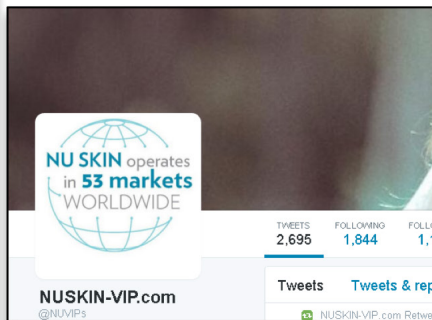 NU SKIN operates
in 53 markets
WORLDWIDE
TWEETS FOLLOWING
2,695 1,844
Tweets Tweets &
NUSKIN-VIP.com
@NUVIPs
NUSKIN-VIP.com